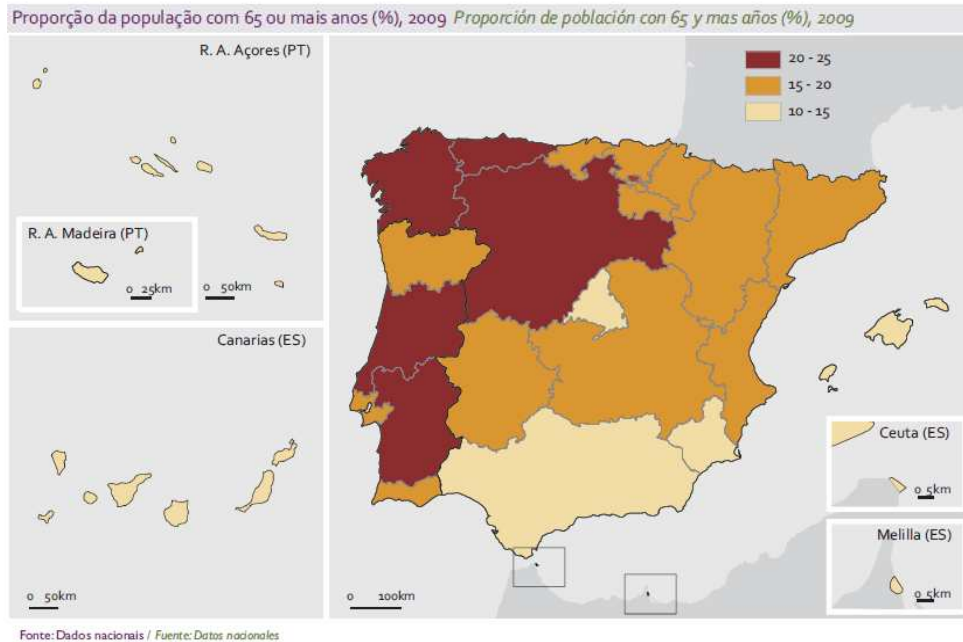 Proporção da população com 65 ou mais anos (%), 2009 Proporción de población con 65 y mas años (%), 2009
R. A. Açores (PT)
20 - 25
15 - 20
10 - 15
R. A. Madeira (PT)
0 25km
0 50km
Canarias (ES)
0 50km
0 100km
Ceuta (ES)
0 5km
Melilla (ES)
0 5km
Fonte: Dados nacionais / Fuente: Datos nacionales